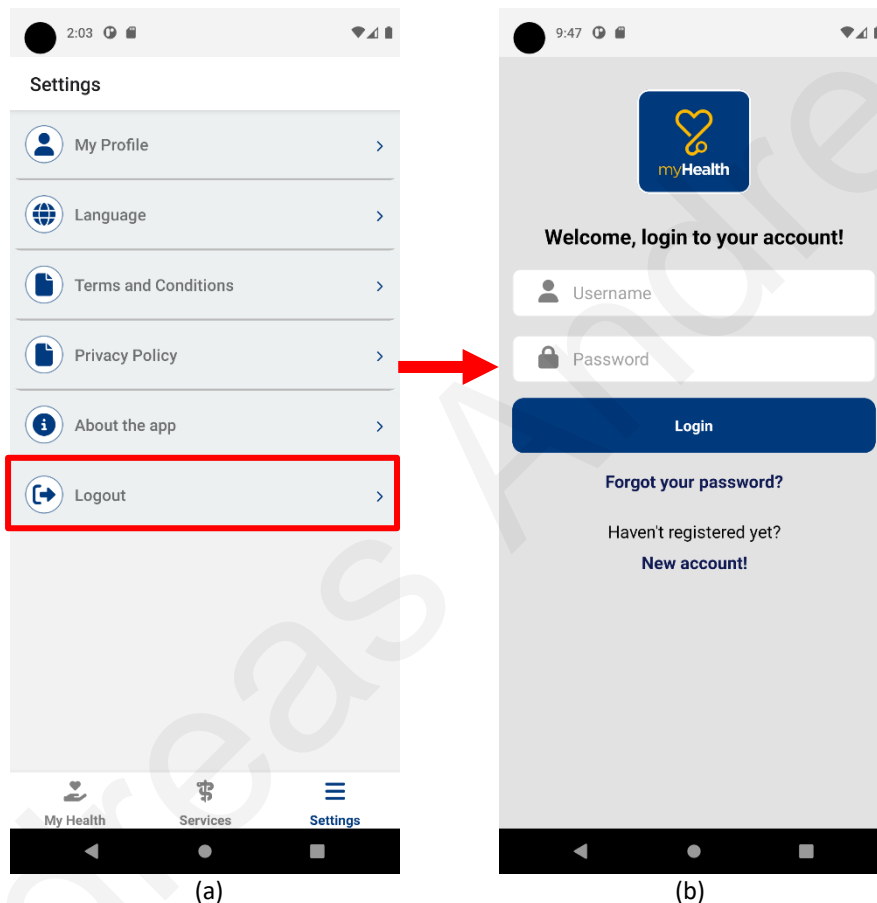 2:03
Settings
My Profile
Language
Terms and Conditions
Privacy Policy
About the app
Logout
My Health
Services
Settings
(a)
9:47
myHealth
Welcome, login to your account!
Username
Password
Login
Forgot your password?
Haven't registered yet?
New account!
(b)
Andreas Andre